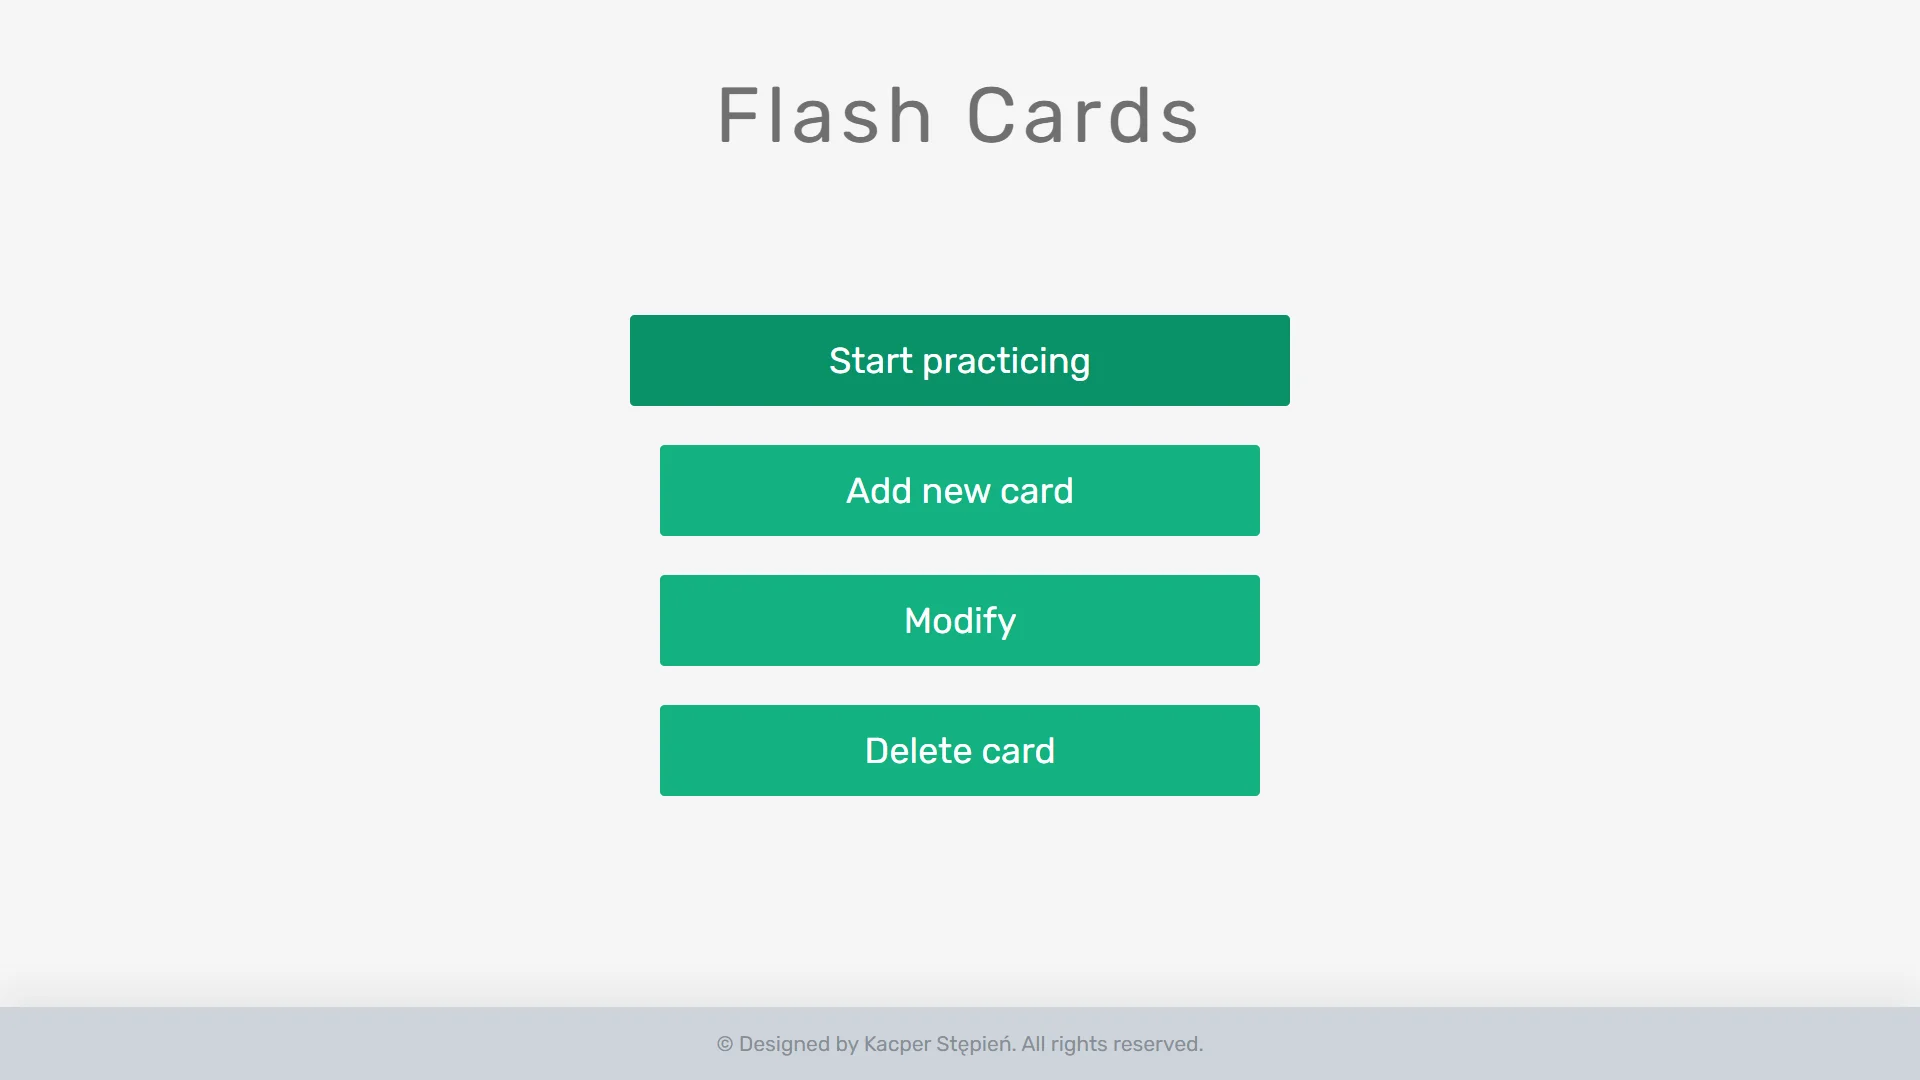 Flash Cards
Start practicing
Add new card
Modify
Delete card
© Designed by Kacper Stępień. All rights reserved.